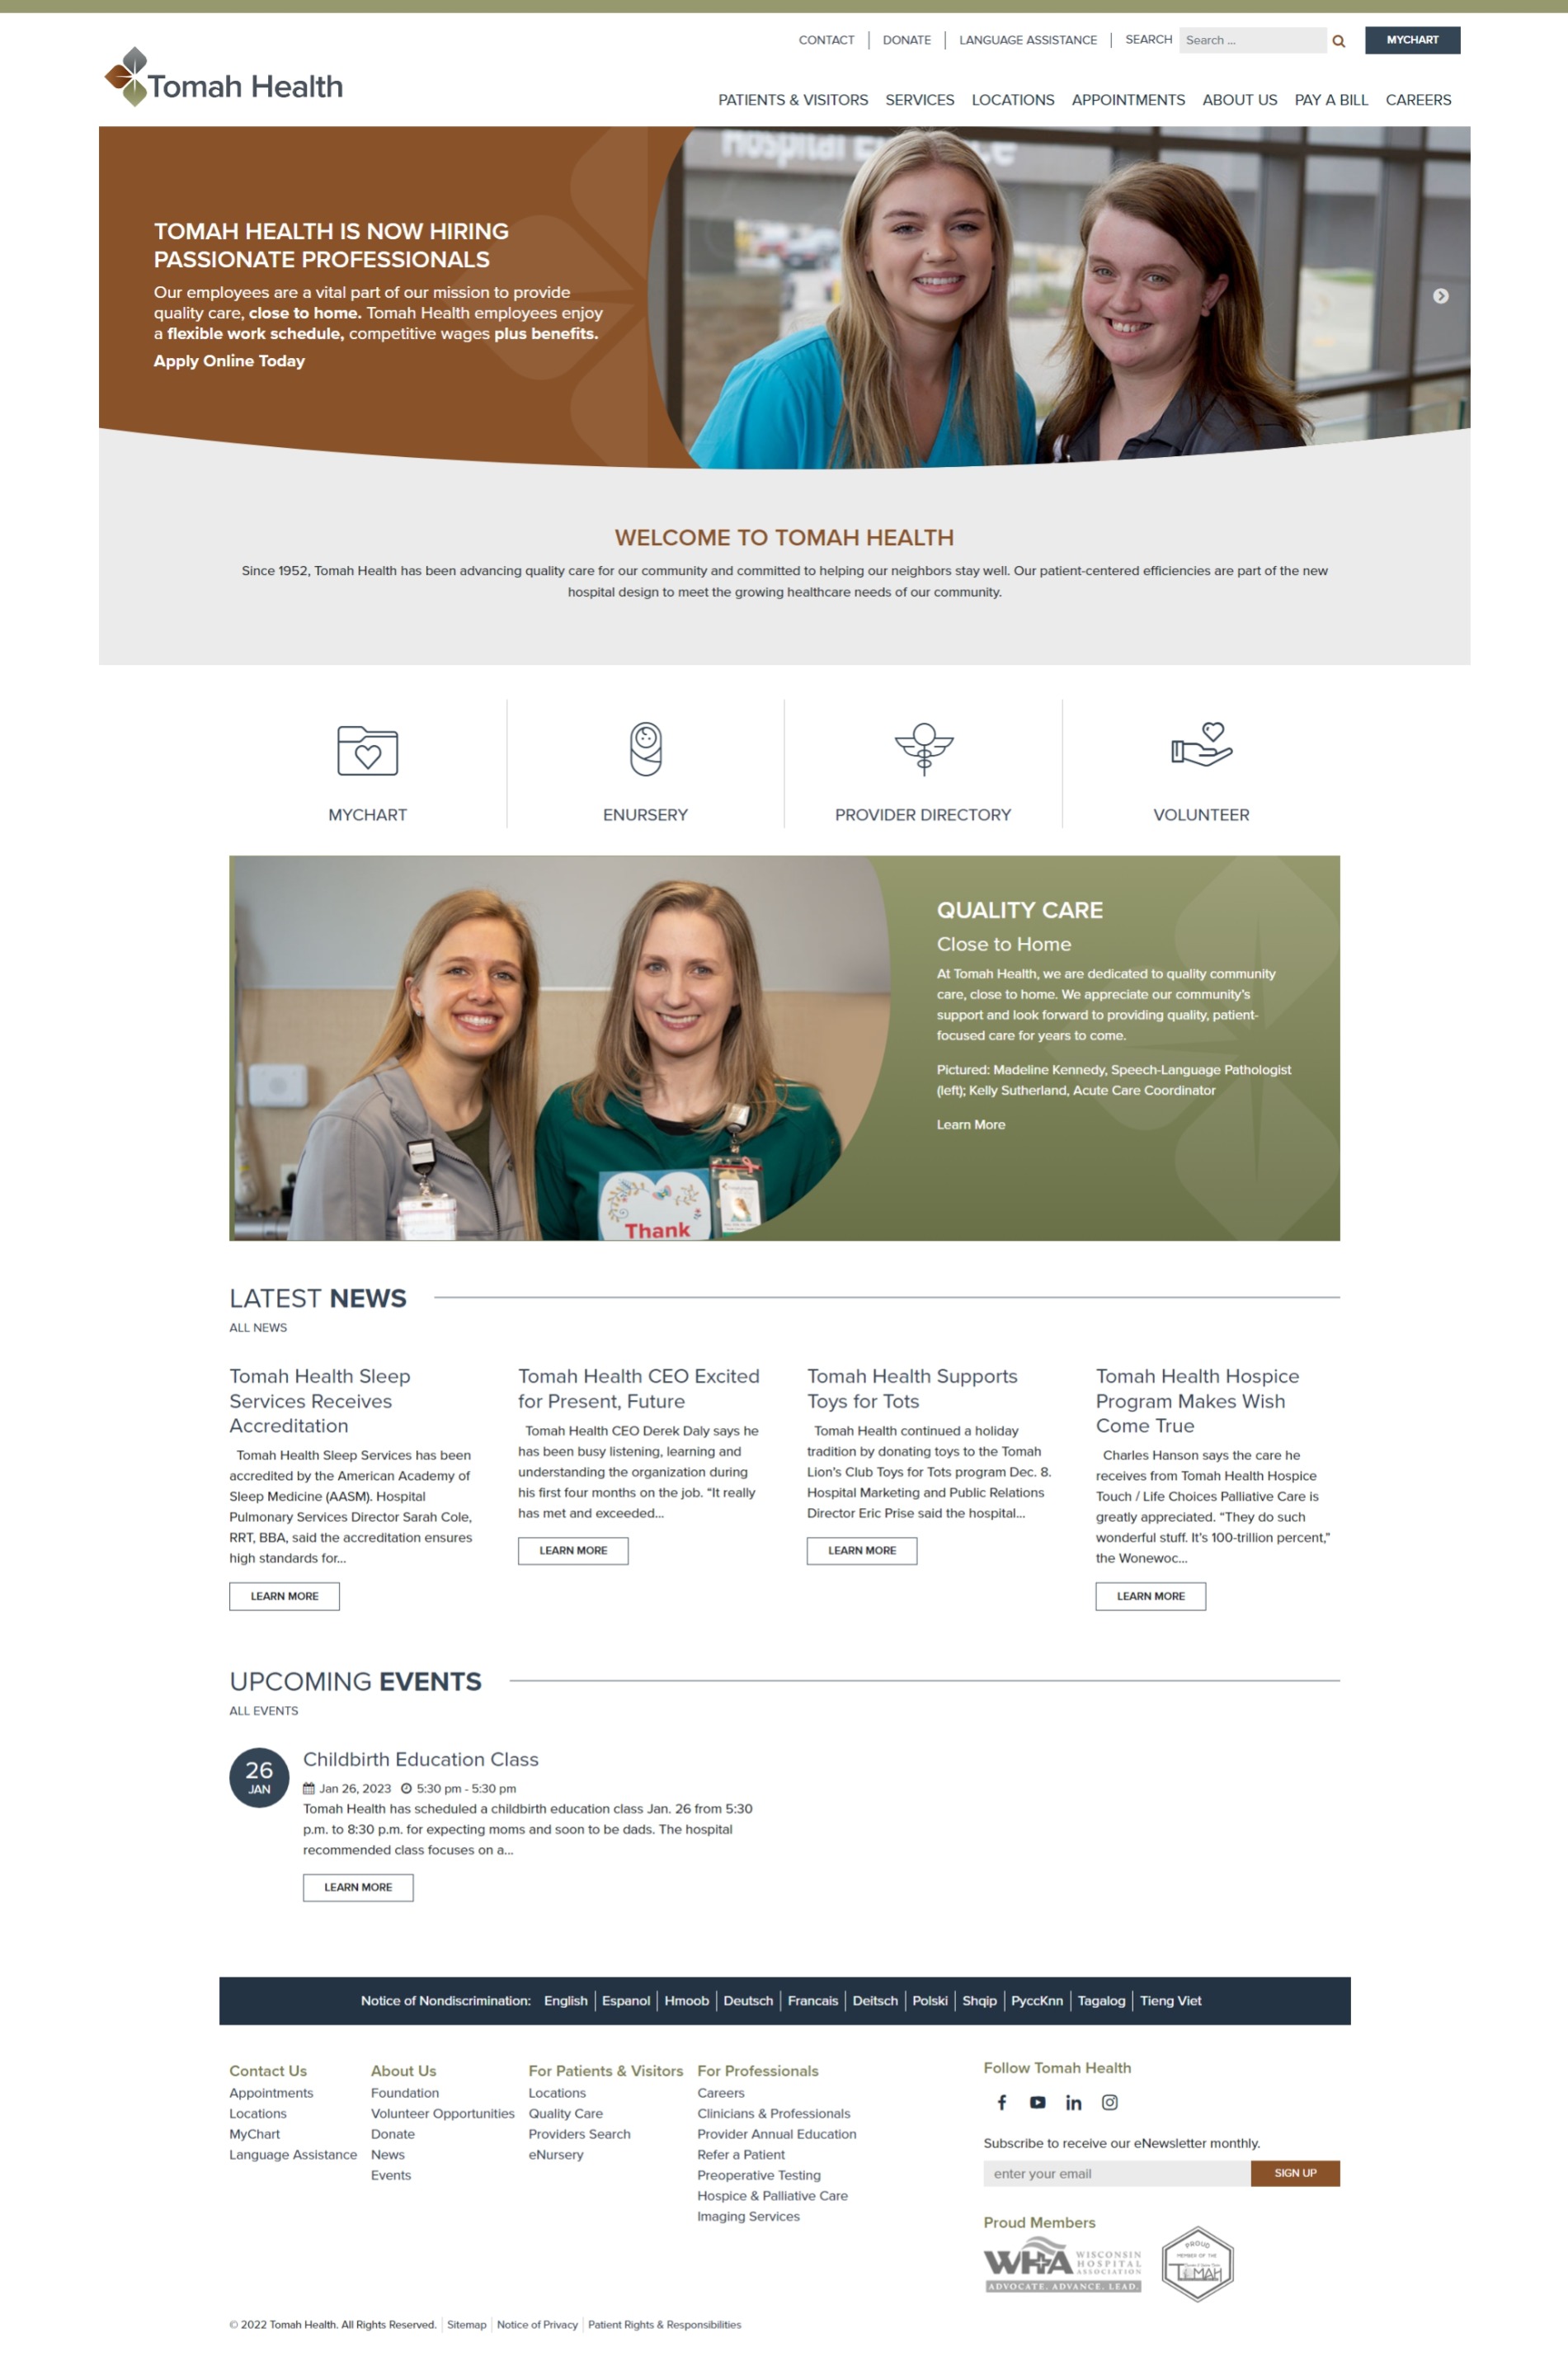 CONTACT
DONATE
LANGUAGE ASSISTANCE
SEARCH
Search ...
MYCHART
Tomah Health
PATIENTS & VISITORS
SERVICES
LOCATIONS
APPOINTMENTS
ABOUT US
PAY A BILL
CAREERS
TOMAH HEALTH IS NOW HIRING
PASSIONATE PROFESSIONALS
Our employees are a vital part of our mission to provide
quality care, close to home. Tomah Health employees enjoy
a flexible work schedule, competitive wages plus benefits.
Apply Online Today
Hospital
WELCOME TO TOMAH HEALTH
Since 1952, Tomah Health has been advancing quality care for our community and committed to helping our neighbors stay well. Our patient-centered efficiencies are part of the new
hospital design to meet the growing healthcare needs of our community.
MYCHART
ENURSERY
PROVIDER DIRECTORY
VOLUNTEER
QUALITY CARE
Close to Home
At Tomah Health, we are dedicated to quality community
care, close to home. We appreciate our community's
support and look forward to providing quality, patient-
focused care for years to come.
Pictured: Madeline Kennedy, Speech-Language Pathologist
(left); Kelly Sutherland, Acute Care Coordinator
Learn More
Thank
LATEST NEWS
ALL NEWS
Tomah Health Sleep
Services Receives
Accreditation
Tomah Health Sleep Services has been
accredited by the American Academy of
Sleep Medicine (AASM). Hospital
Pulmonary Services Director Sarah Cole,
RRT, BBA, said the accreditation ensures
high standards for...
LEARN MORE
Tomah Health CEO Excited
for Present, Future
Tomah Health CEO Derek Daly says he
has been busy listening, learning and
understanding the organization during
his first four months on the job. "It really
has met and exceeded...
LEARN MORE
Tomah Health Supports
Toys for Tots
Tomah Health continued a holiday
tradition by donating toys to the Tomah
Lion's Club Toys for Tots program Dec. 8.
Hospital Marketing and Public Relations
Director Eric Prise said the hospital...
LEARN MORE
Tomah Health Hospice
Program Makes Wish
Come True
Charles Hanson says the care he
receives from Tomah Health Hospice
Touch / Life Choices Palliative Care is
greatly appreciated. "They do such
wonderful stuff. It's 100-trillion percent,"
the Wonewoc...
LEARN MORE
UPCOMING EVENTS
ALL EVENTS
26
JAN
Childbirth Education Class
Jan 26, 2023 5:30 pm - 5:30 pm
Tomah Health has scheduled a childbirth education class Jan. 26 from 5:30
p.m. to 8:30 p.m. for expecting moms and soon to be dads. The hospital
recommended class focuses on a...
LEARN MORE
Notice of Nondiscrimination: English Espanol Hmoob Deutsch Francais Deitsch Polski Shqip PyccKnn Tagalog Tieng Viet
Contact Us
Appointments
Locations
MyChart
Language Assistance
About Us
Foundation
Volunteer Opportunities
Donate
News
Events
For Patients & Visitors
Locations
Quality Care
Providers Search
eNursery
For Professionals
Careers
Clinicians & Professionals
Provider Annual Education
Refer a Patient
Preoperative Testing
Hospice & Palliative Care
Imaging Services
Follow Tomah Health
Subscribe to receive our eNewsletter monthly.
enter your email
SIGN UP
Proud Members
WHA WISCONSIN
HOSPITAL
ASSOCIATION
ADVOCATE. ADVANCE. LEAD.
PROUD
MEMBER OF THE
TOMAH
© 2022 Tomah Health. All Rights Reserved. Sitemap Notice of Privacy Patient Rights & Responsibilities